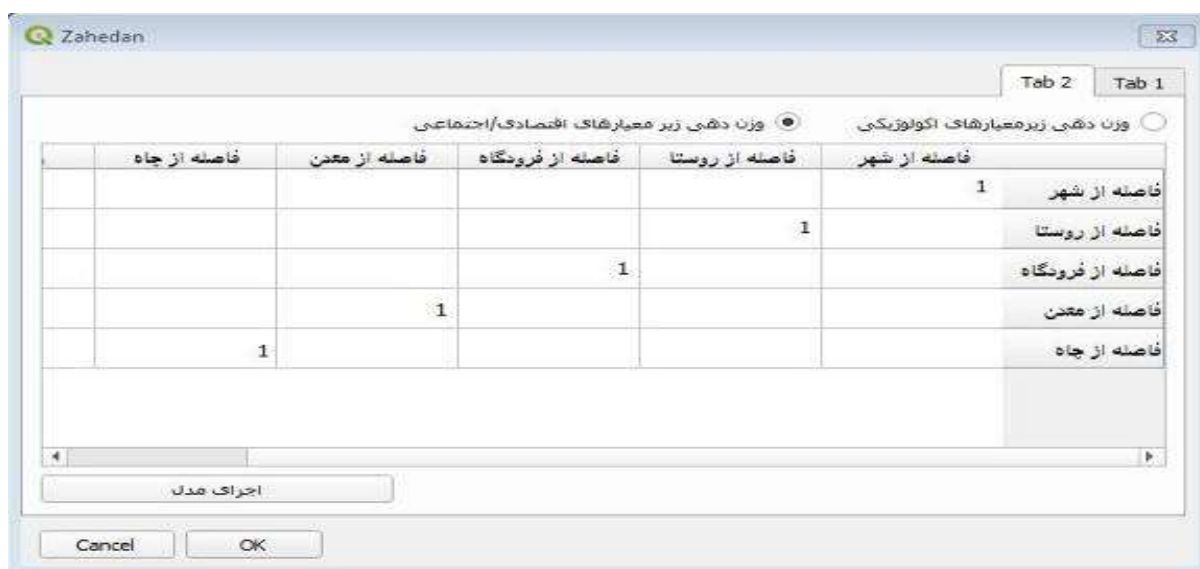 Zahedan
Tab 1 Tab 2
وزن دهی زیرمعیارهای اکولوژیکی وزن دهی زیر معیارهای اقتصادی/اجتماعی
فاصله از شهر فاصله از روستا فاصله از فرودگاه فاصله از معدن فاصله از چاه
فاصله از شهر 1
فاصله از روستا 1
فاصله از فرودگاه 1
فاصله از معدن 1
فاصله از چاه 1
اجرای مدل
Cancel OK